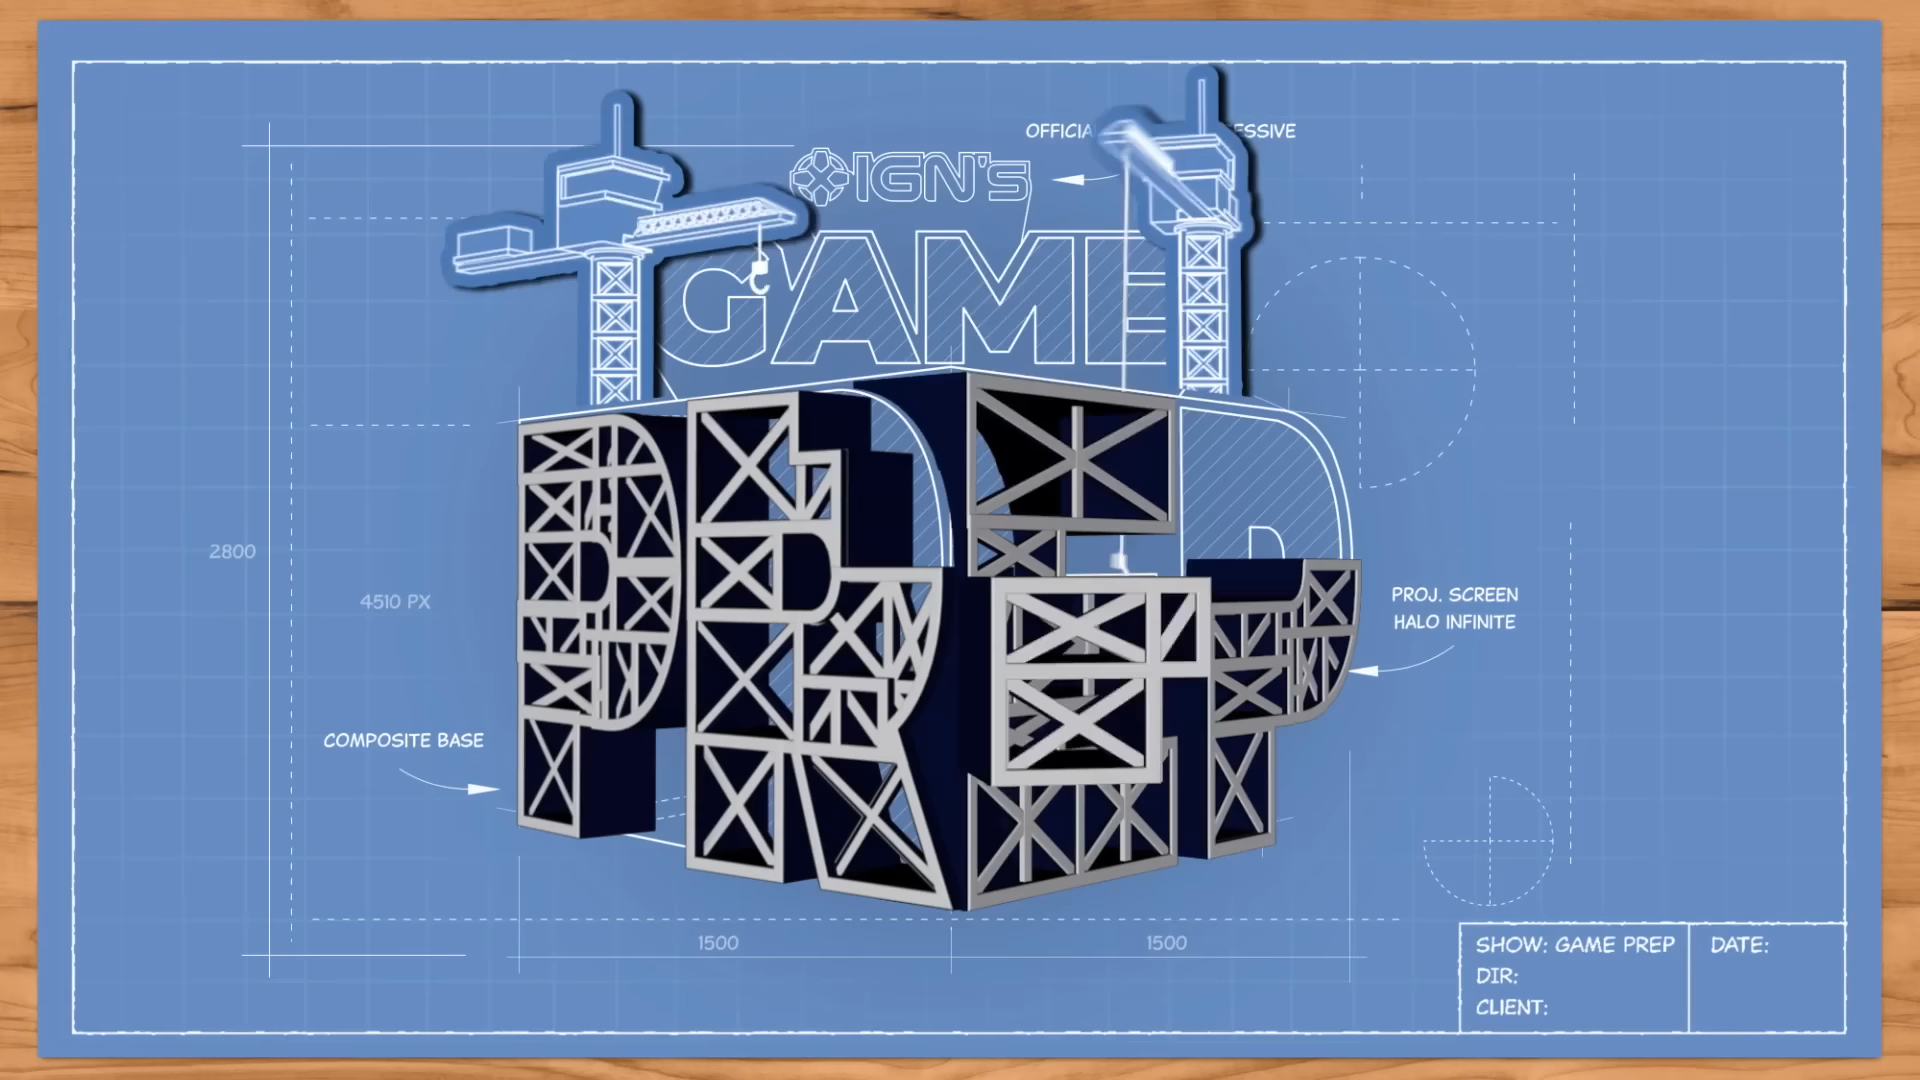 OFFICIA ESSIVE
IGN's
GAME
PREP
2800
4510 PX
PROJ. SCREEN
HALO INFINITE
COMPOSITE BASE
1500 1500
SHOW: GAME PREP DATE:
DIR:
CLIENT: